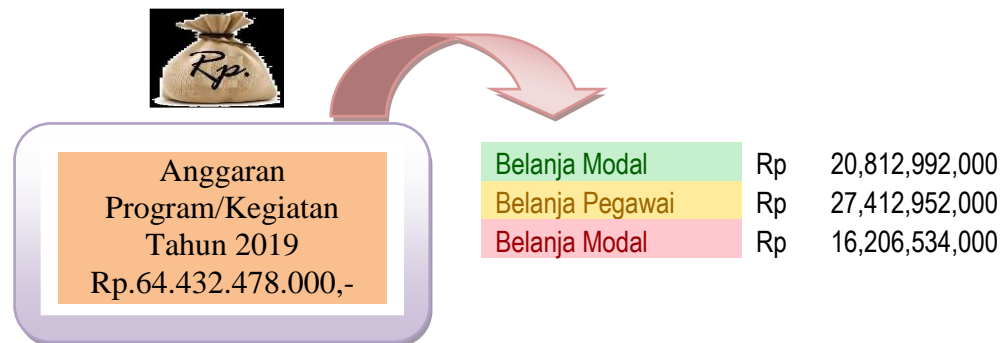 Rp.
Anggaran
Program/Kegiatan
Tahun 2019
Rp.64.432.478.000,-
Belanja Modal Rp 20,812,992,000
Belanja Pegawai Rp 27,412,952,000
Belanja Modal Rp 16,206,534,000